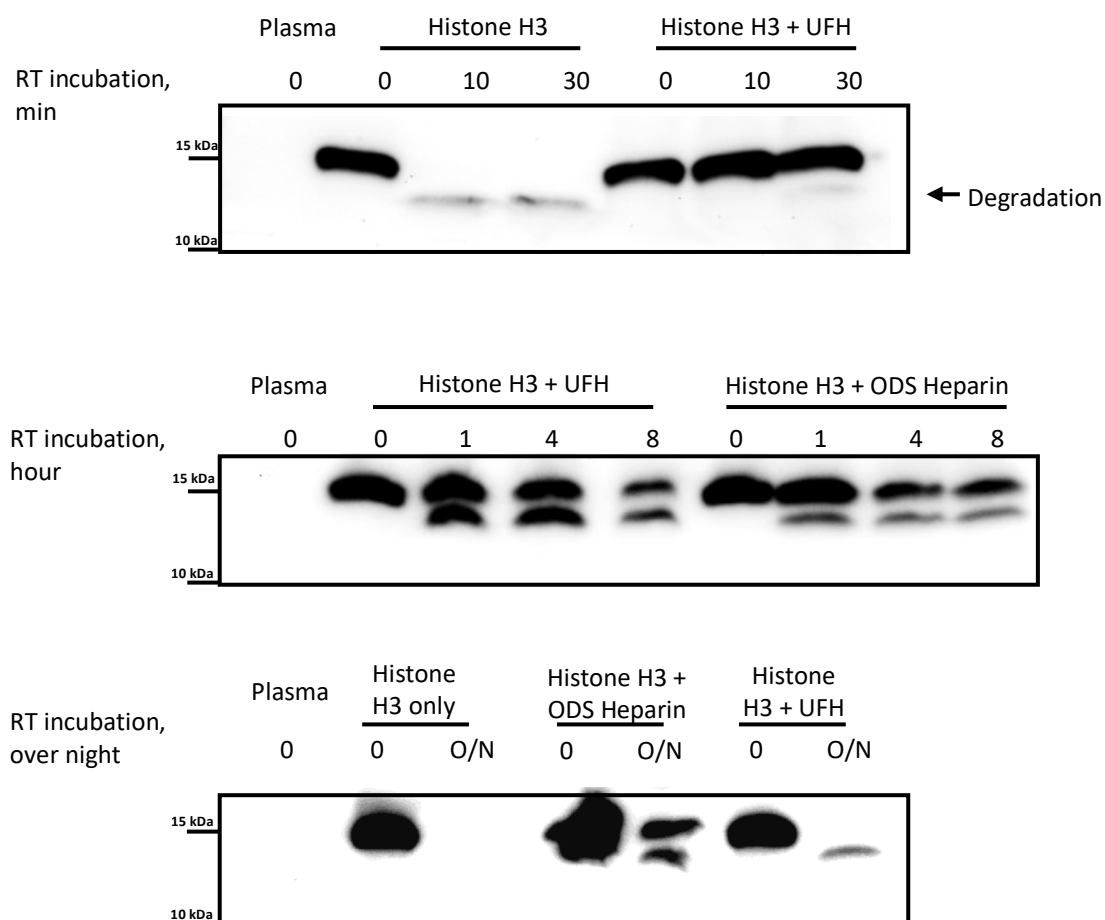 Plasma Histone H3 Histone H3 + UFH
RT incubation,
min
0 0 10 30 0 10 30
15 kDa
Degradation
10 kDa
Plasma Histone H3 + UFH Histone H3 + ODS Heparin
RT incubation,
hour
0 0 1 4 8 0 1 4 8
15 kDa
10 kDa
Plasma
Histone
H3 only
Histone H3 +
ODS Heparin
Histone
H3 + UFH
RT incubation,
over night
0 0 O/N 0 O/N 0 O/N
15 kDa
10 kDa